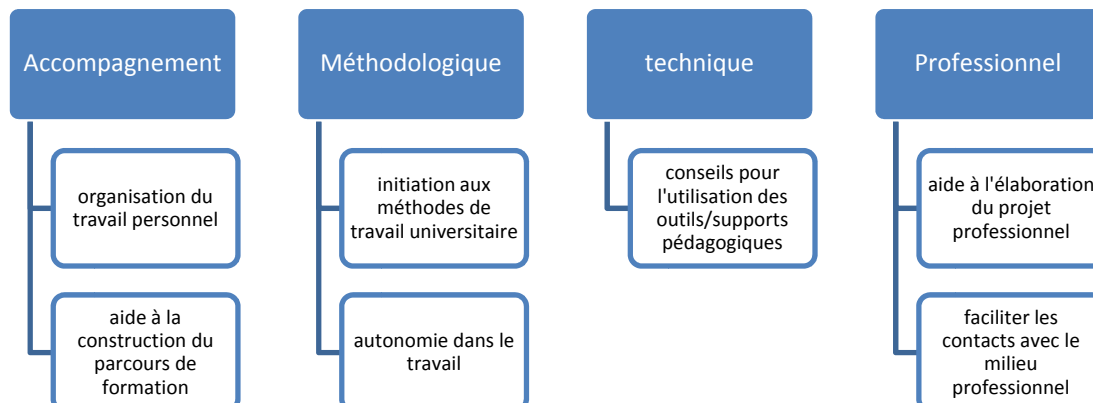 Accompagnement
organisation du
travail personnel
aide à la
construction du
parcours de
formation
Méthodologique
initiation aux
méthodes de
travail universitaire
autonomie dans le
travail
technique
conseils pour
l'utilisation des
outils/supports
pédagogiques
Professionnel
aide à l'élaboration
du projet
professionnel
faciliter les
contacts avec le
milieu
professionnel